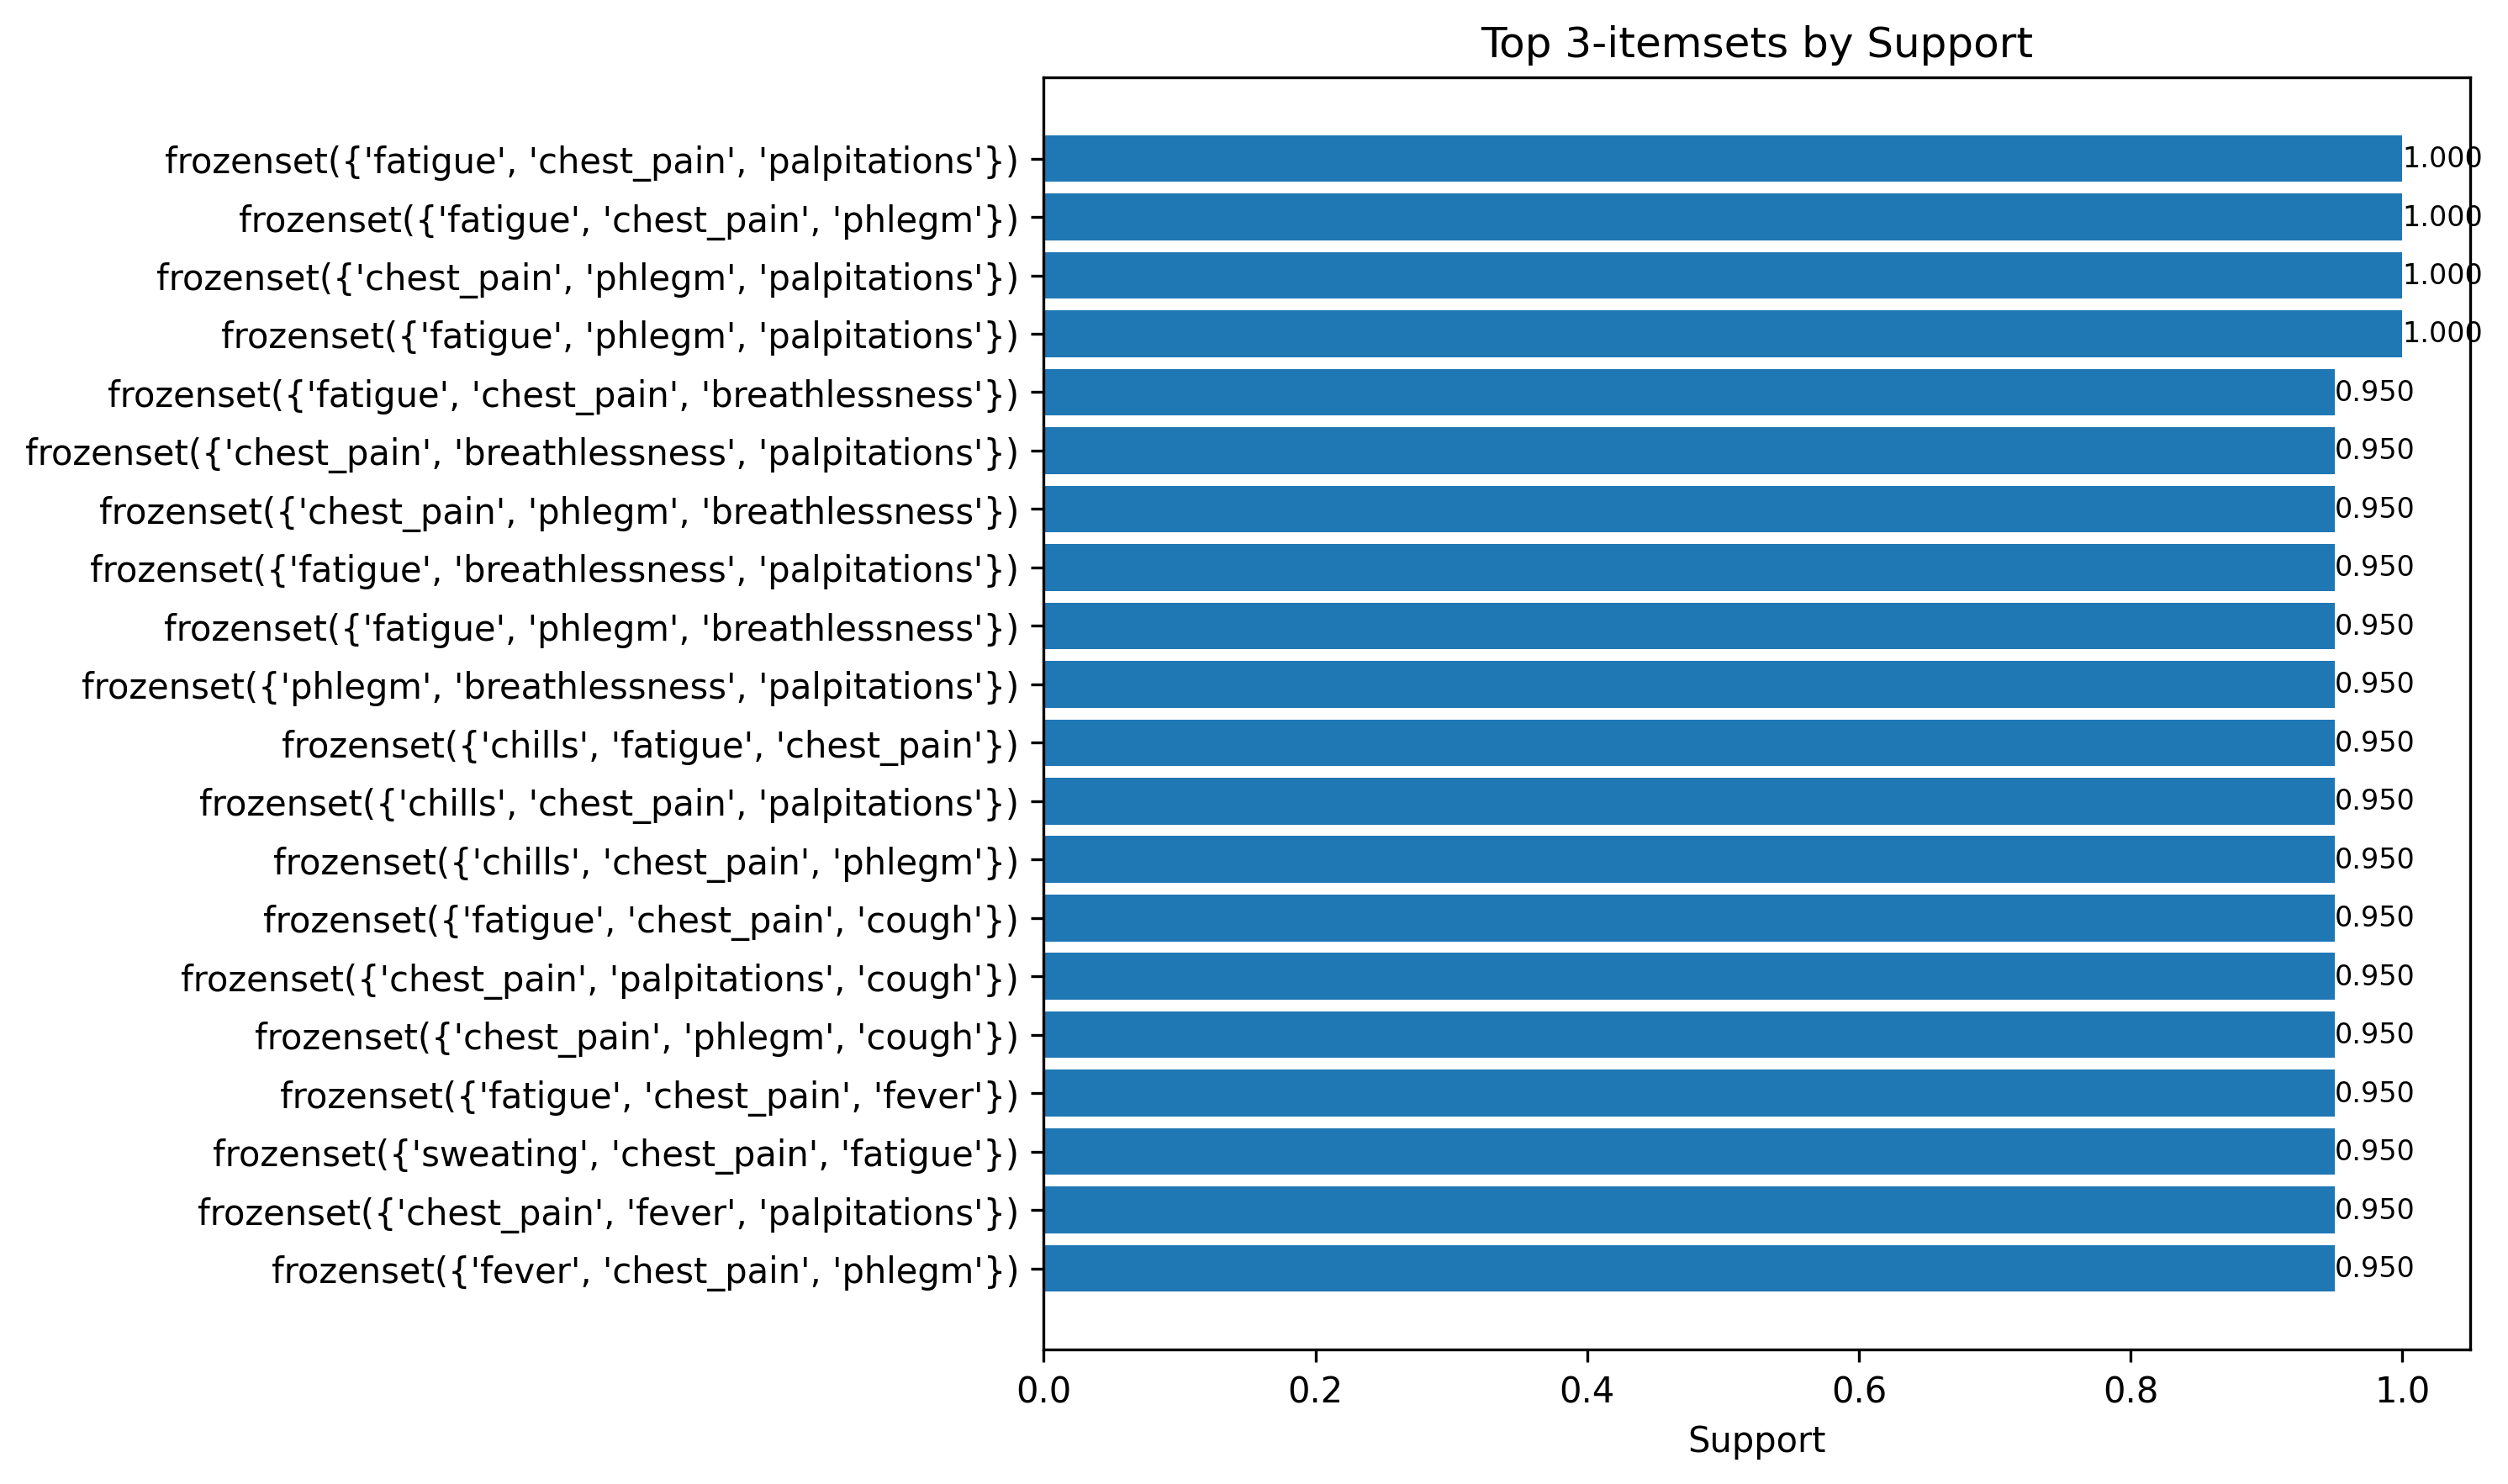 Top 3-itemsets by Support
frozenset({'fatigue', 'chest_pain', 'palpitations'}) 1.000
frozenset({'fatigue', 'chest_pain', 'phlegm'}) 1.000
frozenset({'chest_pain', 'phlegm', 'palpitations'}) 1.000
frozenset({'fatigue', 'phlegm', 'palpitations'}) 1.000
frozenset({'fatigue', 'chest_pain', 'breathlessness'}) 0.950
frozenset({'chest_pain', 'breathlessness', 'palpitations'}) 0.950
frozenset({'chest_pain', 'phlegm', 'breathlessness'}) 0.950
frozenset({'fatigue', 'breathlessness', 'palpitations'}) 0.950
frozenset({'fatigue', 'phlegm', 'breathlessness'}) 0.950
frozenset({'phlegm', 'breathlessness', 'palpitations'}) 0.950
frozenset({'chills', 'fatigue', 'chest_pain'}) 0.950
frozenset({'chills', 'chest_pain', 'palpitations'}) 0.950
frozenset({'chills', 'chest_pain', 'phlegm'}) 0.950
frozenset({'fatigue', 'chest_pain', 'cough'}) 0.950
frozenset({'chest_pain', 'palpitations', 'cough'}) 0.950
frozenset({'chest_pain', 'phlegm', 'cough'}) 0.950
frozenset({'fatigue', 'chest_pain', 'fever'}) 0.950
frozenset({'sweating', 'chest_pain', 'fatigue'}) 0.950
frozenset({'chest_pain', 'fever', 'palpitations'}) 0.950
frozenset({'fever', 'chest_pain', 'phlegm'}) 0.950
0.0 0.2 0.4 0.6 0.8 1.0
Support